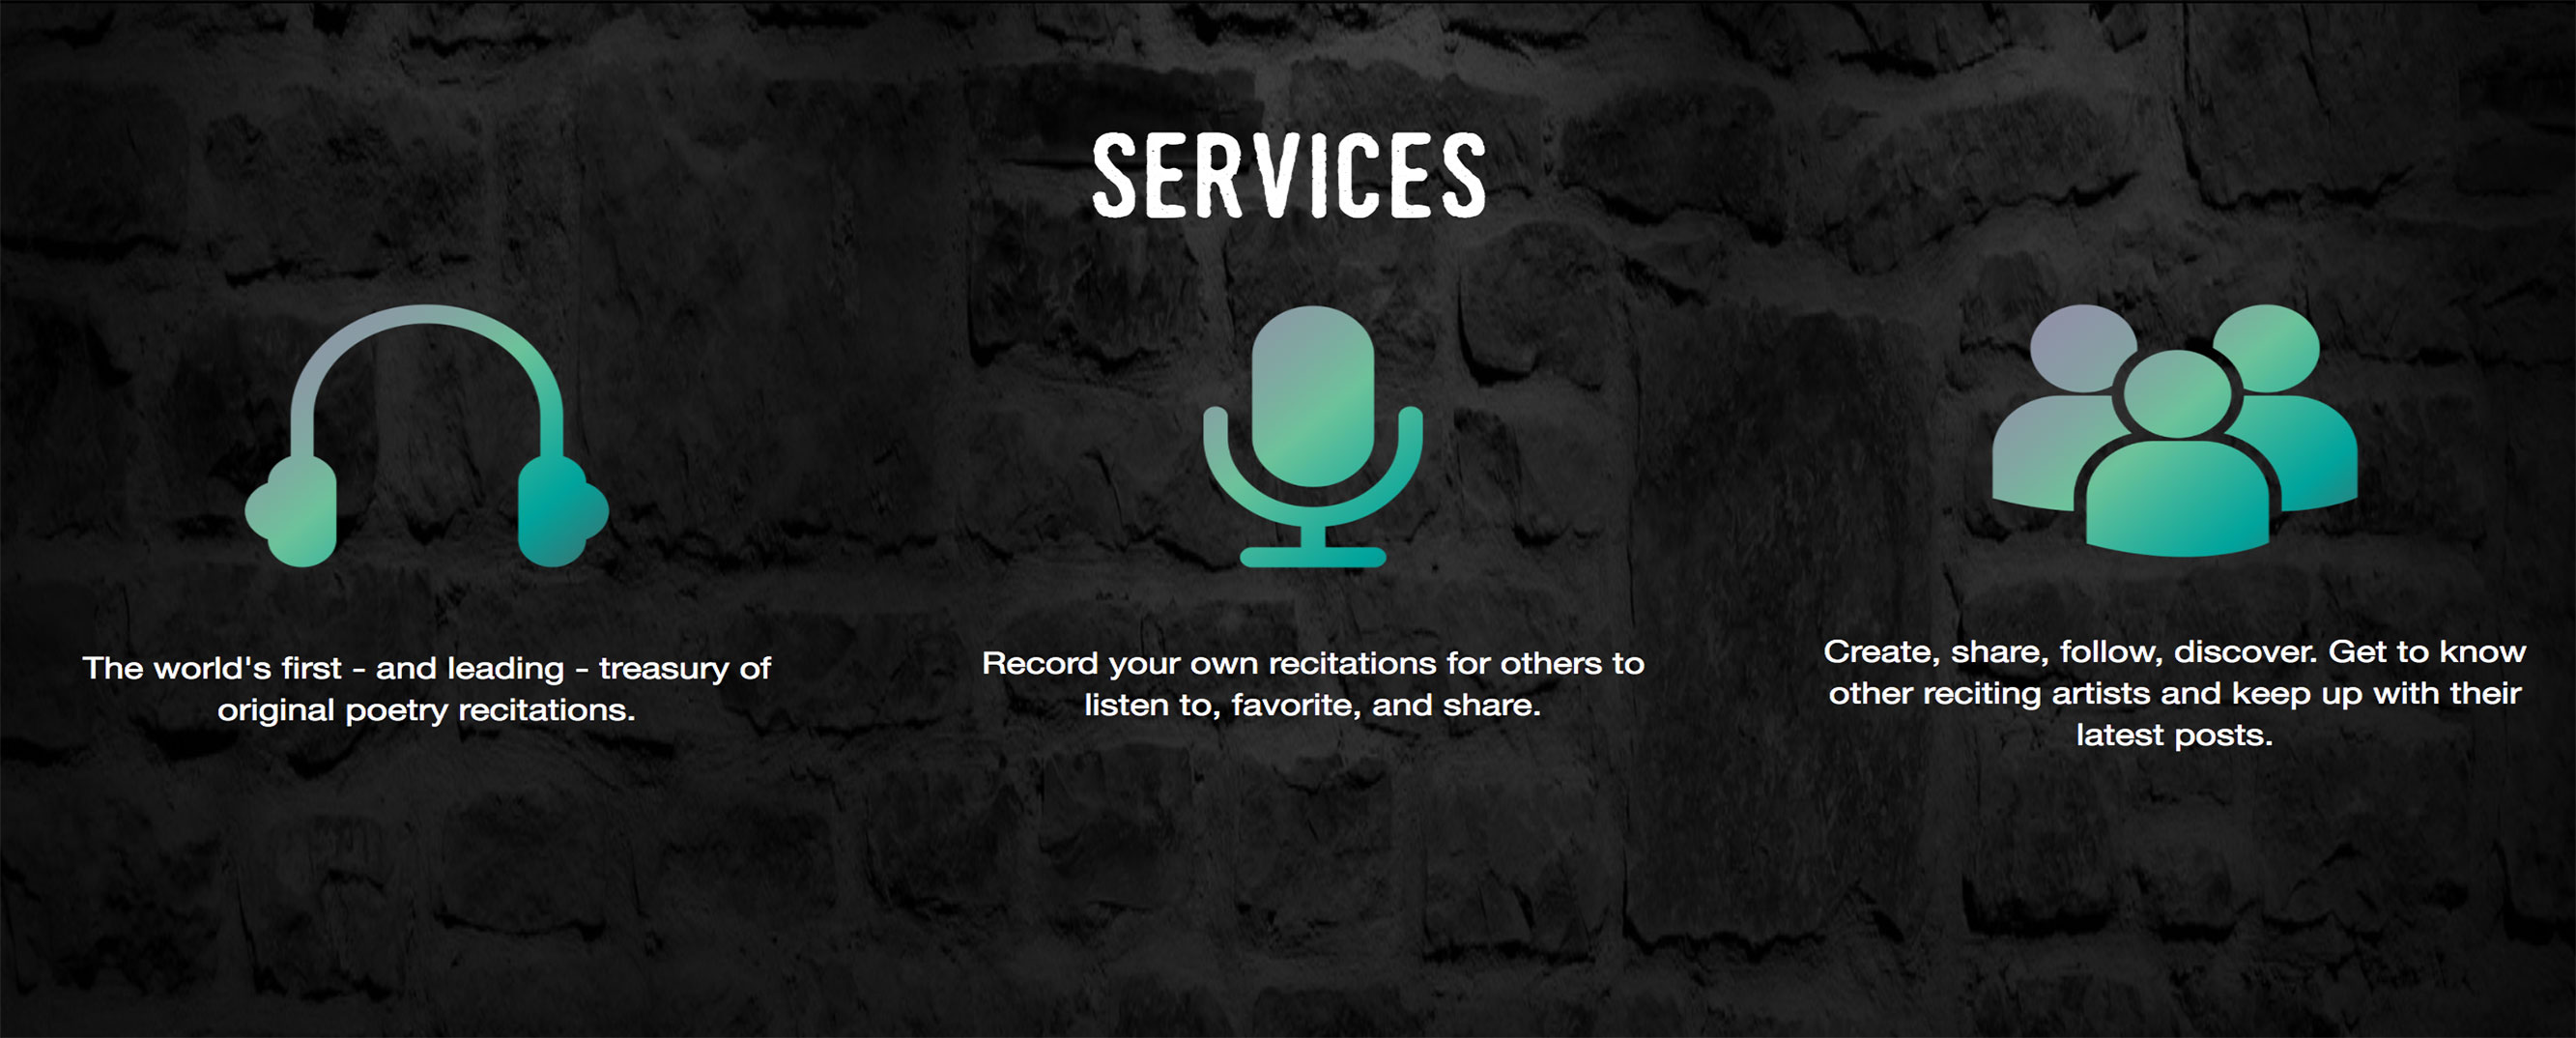 SERVICES
The world's first - and leading - treasury of
original poetry recitations.
Record your own recitations for others to
listen to, favorite, and share.
Create, share, follow, discover. Get to know
other reciting artists and keep up with their
latest posts.